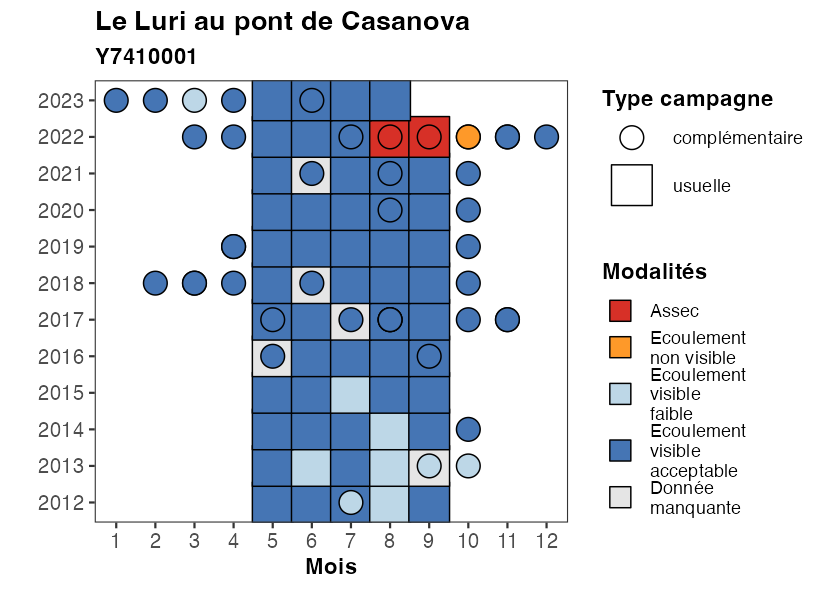 Le Luri au pont de Casanova
Y7410001
2023
2022
2021
2020
2019
2018
2017
2016
2015
2014
2013
2012
1 2 3 4 5 6 7 8 9 10 11 12
Mois
Type campagne
complémentaire
usuelle
Modalités
Assec
Ecoulement
non visible
Ecoulement
visible
faible
Ecoulement
visible
acceptable
Donnée
manquante